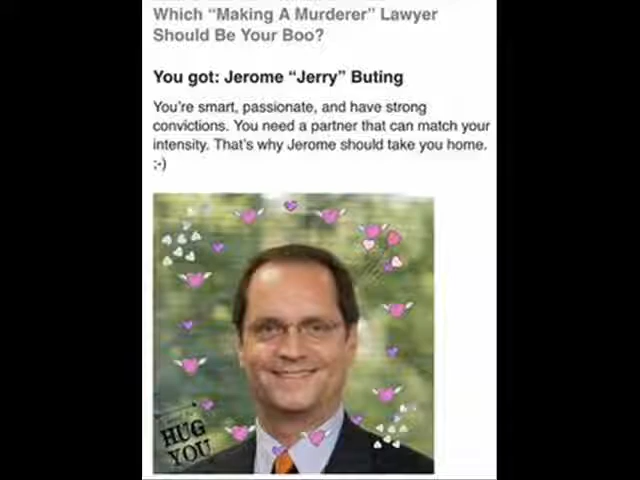 Which “Making A Murderer” Lawyer
Should Be Your Boo?
You got: Jerome “Jerry” Buting
You’re smart, passionate, and have strong
convictions. You need a partner that can match your
intensity. That’s why Jerome should take you home.
;-)
HUG
YOU